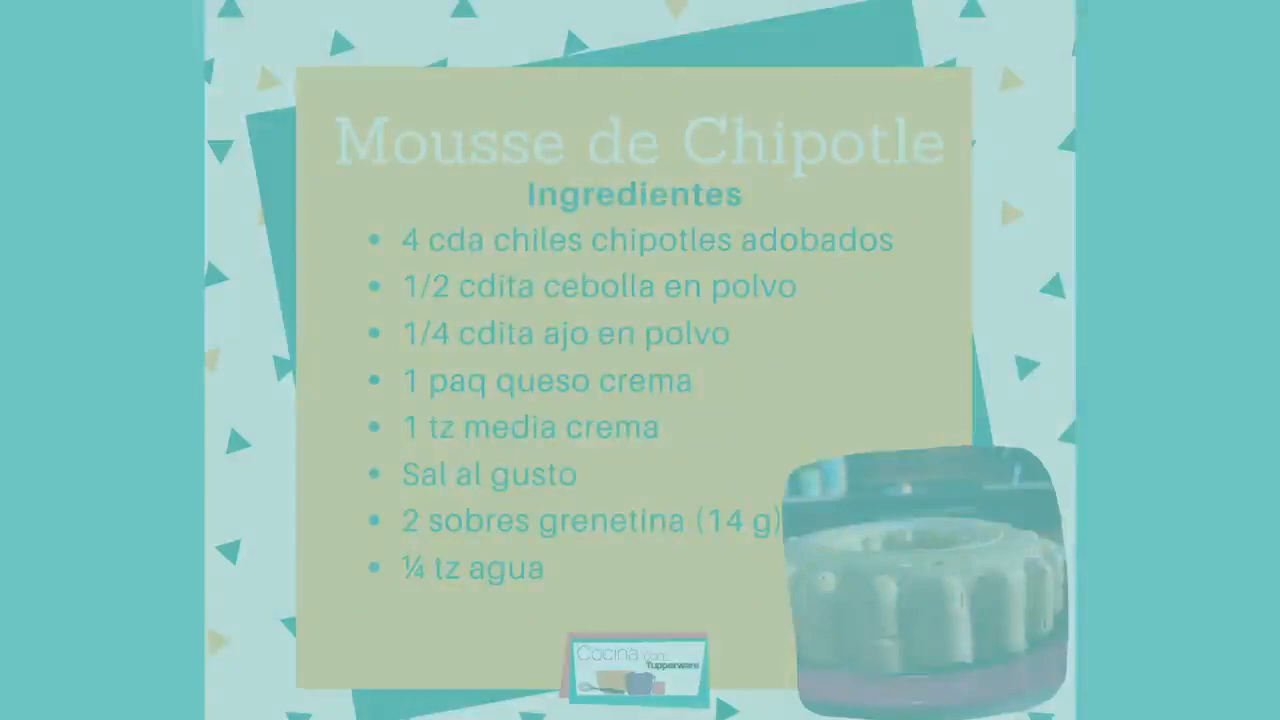 Mousse de Chipotle
Ingredientes
4 cda chiles chipotles adobados
1/2 cdita cebolla en polvo
1/4 cdita ajo en polvo
1 paq queso crema
1 tz media crema
Sal al gusto
2 sobres grenetina (14 g)
¼ tz agua
Cocina con
Tupperware